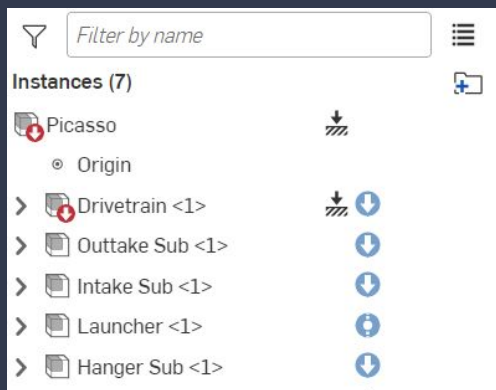 Filter by name
Instances (7)
Picasso
Origin
Drivetrain <1>
Outtake Sub <1>
Intake Sub <1>
Launcher <1>
Hanger Sub <1>